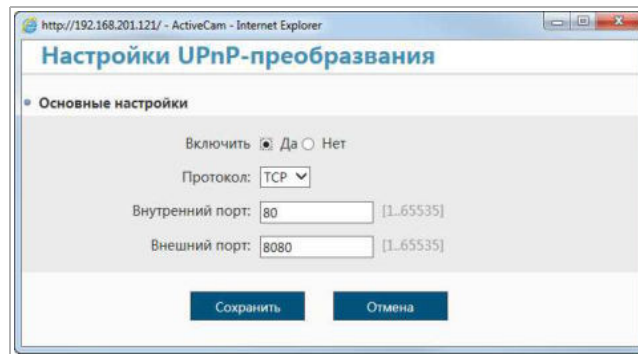 http://192.168.201.121/ - ActiveCam - Internet Explorer
Настройки UPnP-преобразвания
Основные настройки
Включить Да Нет
Протокол: TCP
Внутренний порт: 80 [1..65535]
Внешний порт: 8080 [1..65535]
Сохранить Отмена